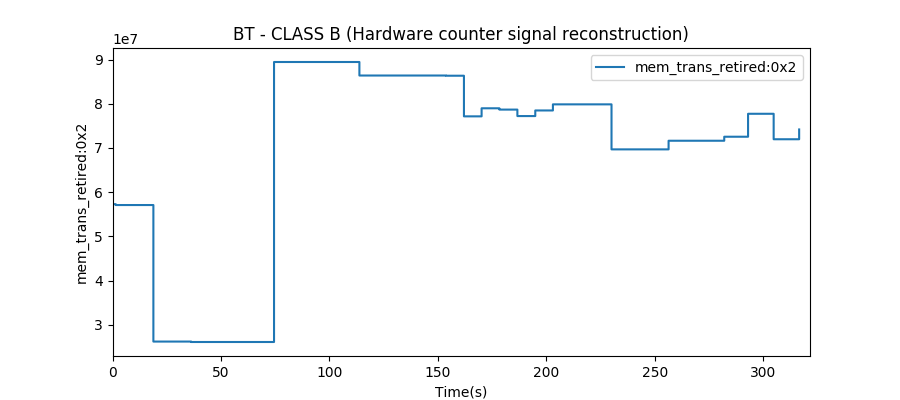 BT - CLASS B (Hardware counter signal reconstruction)
1e7
mem_trans_retired:0x2
9
8
7
6
5
4
3
mem_trans_retired:0x2
0
50
100
150
200
250
300
Time(s)